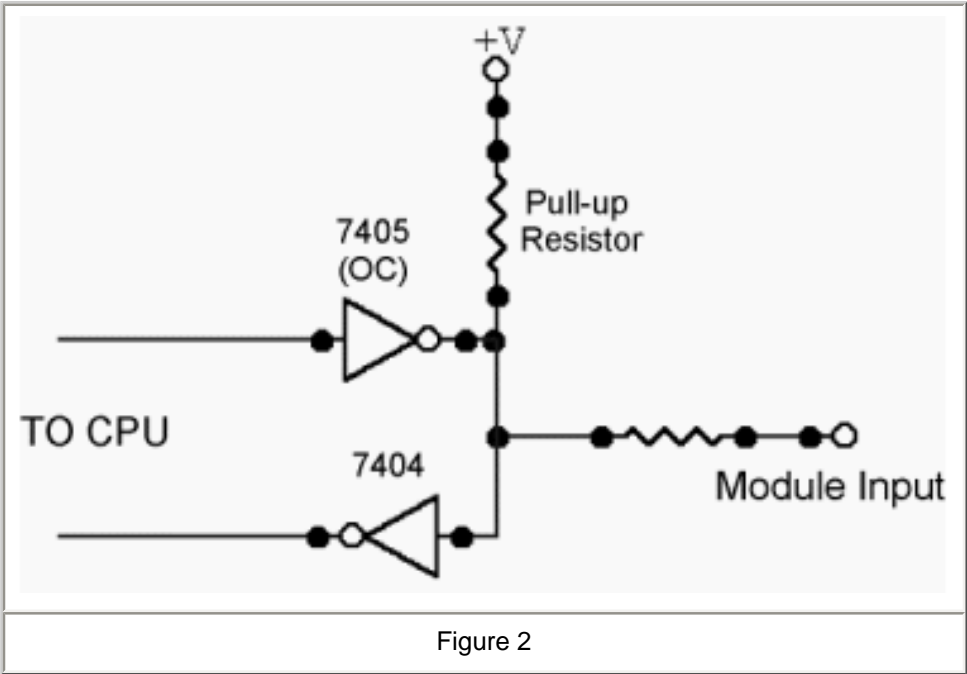 +V
Pull-up
Resistor
7405
(OC)
TO CPU
7404
Module Input
Figure 2